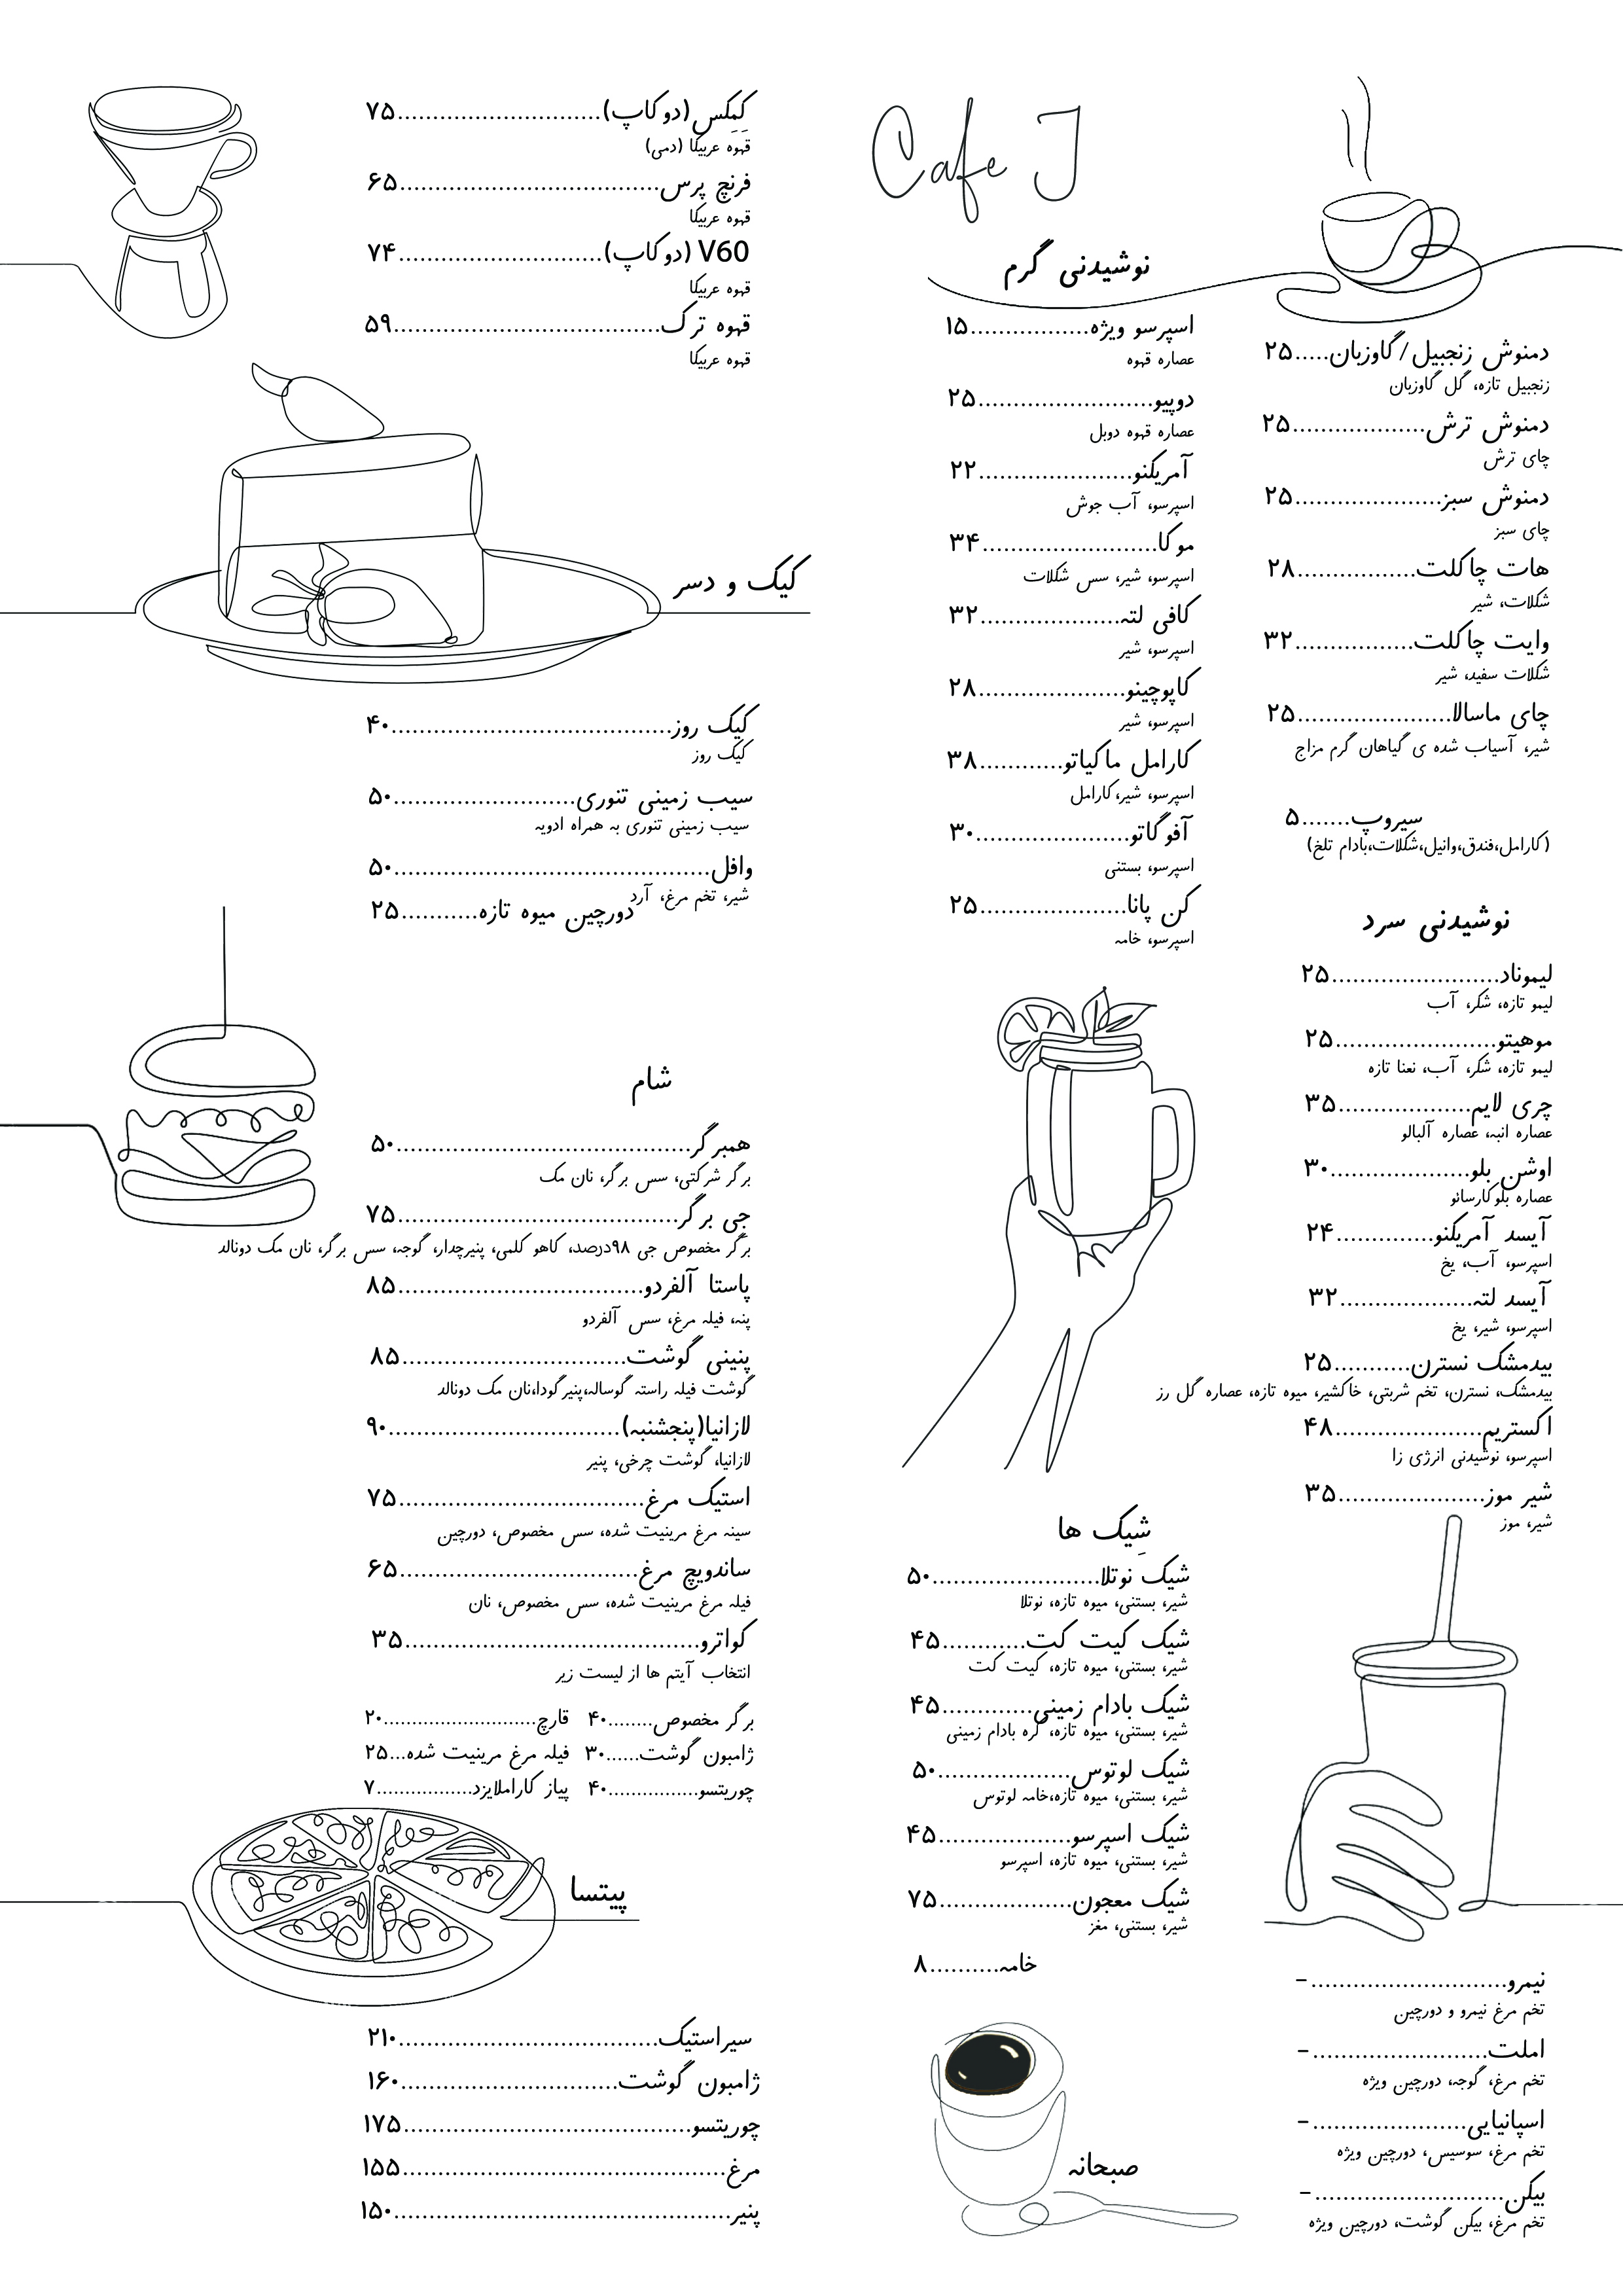 Cafe J
نوشیدنی گرم
اسپرسو ویژه.................۱۵
عصاره قهوه
دوپیو.........................۲۵
عصاره قهوه دوبل
آمریکنو......................۲۲
اسپرسو، آب جوش
موکا.........................۳۴
اسپرسو، شیر، سس شکلات
کافی لته....................۳۲
اسپرسو، شیر
کاپوچینو.....................۲۸
اسپرسو، شیر
کارامل ماکیاتو............۳۸
اسپرسو، شیر،کارامل
آفوگاتو......................۳۰
اسپرسو، بستنی
کن پانا.....................۲۵
اسپرسو، خامه
دمنوش زنجبیل/گاوزبان.....۲۵
زنجبیل تازه، گل گاوزبان
دمنوش ترش...................۲۵
چای ترش
دمنوش سبز.....................۲۵
چای سبز
هات چاکلت.................۲۸
شکلات، شیر
وایت چاکلت.................۳۲
شکلات سفید، شیر
چای ماسالا......................۲۵
شیر، آسیاب شده ی گیاهان گرم مزاج
سیروپ.......۵
(کارامل،فندق،وانیل،شکلات،بادام تلخ)
نوشیدنی سرد
لیموناد........................۲۵
لیمو تازه، شکر، آب
موهیتو.......................۲۵
لیمو تازه، شکر، آب، نعنا تازه
چری لایم...................۳۵
عصاره انبه، عصاره آلبالو
اوشن بلو....................۳۰
عصاره بلوکارسائو
آیسد آمریکنو..............۲۴
اسپرسو، آب، یخ
آیسد لته...................۳۲
اسپرسو، شیر، یخ
بیدمشک نسترن...........۲۵
بیدمشک، نسترن، تخم شربتی، خاکشیر، میوه تازه، عصاره گل رز
اکستریم.....................۴۸
اسپرسو، نوشیدنی انرژی زا
شیر موز.....................۳۵
شیر، موز
شِیک ها
شیک نوتلا........................۵۰
شیر، بستنی، میوه تازه، نوتلا
شیک کیت کت............۴۵
شیر، بستنی، میوه تازه، کیت کت
شیک بادام زمینی.............۴۵
شیر، بستنی، میوه تازه، کره بادام زمینی
شیک لوتوس....................۵۰
شیر، بستنی، میوه تازه،خامه لوتوس
شیک اسپرسو...................۴۵
شیر، بستنی، میوه تازه، اسپرسو
شیک معجون...................۷۵
شیر، بستنی، مغز
خامه..........۸
صبحانه
نیمرو............................-
تخم مرغ نیمرو و دورچین
املت.........................-
تخم مرغ، گوجه، دورچین ویژه
اسپانیایی......................-
تخم مرغ، سوسیس، دورچین ویژه
بیکن...........................-
تخم مرغ، بیکن گوشت، دورچین ویژه
کِمِکس(دوکاپ).............................۷۵
قهوه عربیکا (دمی)
فرنچ پرس.....................................۶۵
قهوه عربیکا
V60 (دوکاپ).............................۷۴
قهوه عربیکا
قهوه ترک......................................۵۹
قهوه عربیکا
کیک و دسر
کیک روز........................................۴۰
کیک روز
سیب زمینی تنوری..........................۵۰
سیب زمینی تنوری به همراه ادویه
وافل.............................................۵۰
شیر، تخم مرغ، آرد
دورچین میوه تازه...........۲۵
شام
همبرگر..........................................۵۰
برگر شرکتی، سس برگر، نان مک
جی برگر........................................۷۵
برگر مخصوص جی ۹۸درصد، کاهو کلمی، پنیرچدار، گوجه، سس برگر، نان مک دونالد
پاستا آلفردو...................................۸۵
پنه، فیله مرغ، سس آلفردو
پنینی گوشت................................۸۵
گوشت فیله راسته گوساله،پنیرگودا،نان مک دونالد
لازانیا(پنجشنبه).................................۹۰
لازانیا، گوشت چرخی، پنیر
استیک مرغ...................................۷۵
سینه مرغ مرینیت شده، سس مخصوص، دورچین
ساندویچ مرغ..................................۶۵
فیله مرغ مرینیت شده، سس مخصوص، نان
کواترو..........................................۳۵
انتخاب آیتم ها از لیست زیر
برگر مخصوص........۴۰ قارچ...........................۲۰
ژامبون گوشت......۳۰ فیله مرغ مرینیت شده...۲۵
چوریتسو................۴۰ پیاز کاراملایزد.................۷
پیتسا
سیراستیک.....................................۲۱۰
ژامبون گوشت...............................۱۶۰
چوریتسو.........................................۱۷۵
مرغ..............................................۱۵۵
پنیر................................................۱۵۰